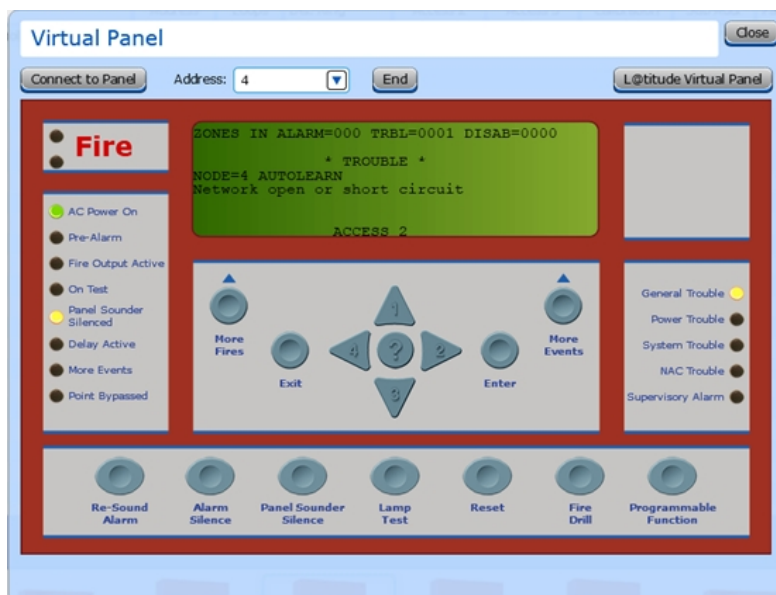 Virtual Panel
Close
Connect to Panel
Address:
4
End
L@titude Virtual Panel
Fire
ZONES IN ALARM=000 TRBL=0001 DISAB=0000
* TROUBLE *
NODE=4 AUTOLEARN
Network open or short circuit
ACCESS 2
AC Power On
Pre-Alarm
Fire Output Active
On Test
Panel Sounder
Silenced
Delay Active
More Events
Point Bypassed
More
Fires
Exit
1
4
?
2
3
Enter
More
Events
General Trouble
Power Trouble
System Trouble
NAC Trouble
Supervisory Alarm
Re-Sound
Alarm
Alarm
Silence
Panel Sounder
Silence
Lamp
Test
Reset
Fire
Drill
Programmable
Function